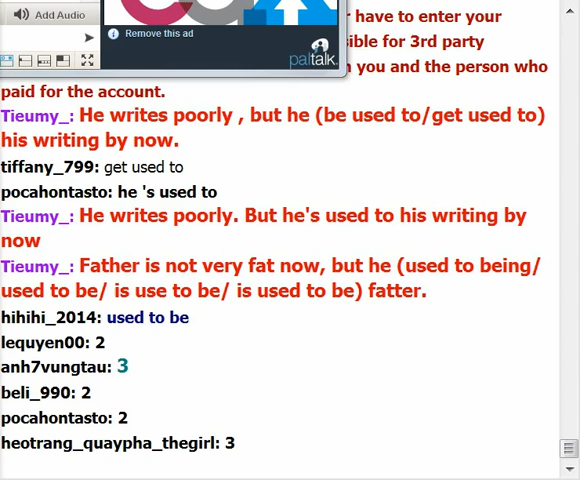 Add Audio
Remove this ad
paltalk
r have to enter your
sible for 3rd party
you and the person who
paid for the account.
Tieumy_: He writes poorly , but he (be used to/get used to)
his writing by now.
tiffany_799: get used to
pocahontasto: he 's used to
Tieumy_: He writes poorly. But he's used to his writing by
now
Tieumy_: Father is not very fat now, but he (used to being/
used to be/ is use to be/ is used to be) fatter.
hihihi_2014: used to be
lequyen00: 2
anh7vungtau: 3
beli_990: 2
pocahontasto: 2
heotrang_quaypha_thegirl: 3